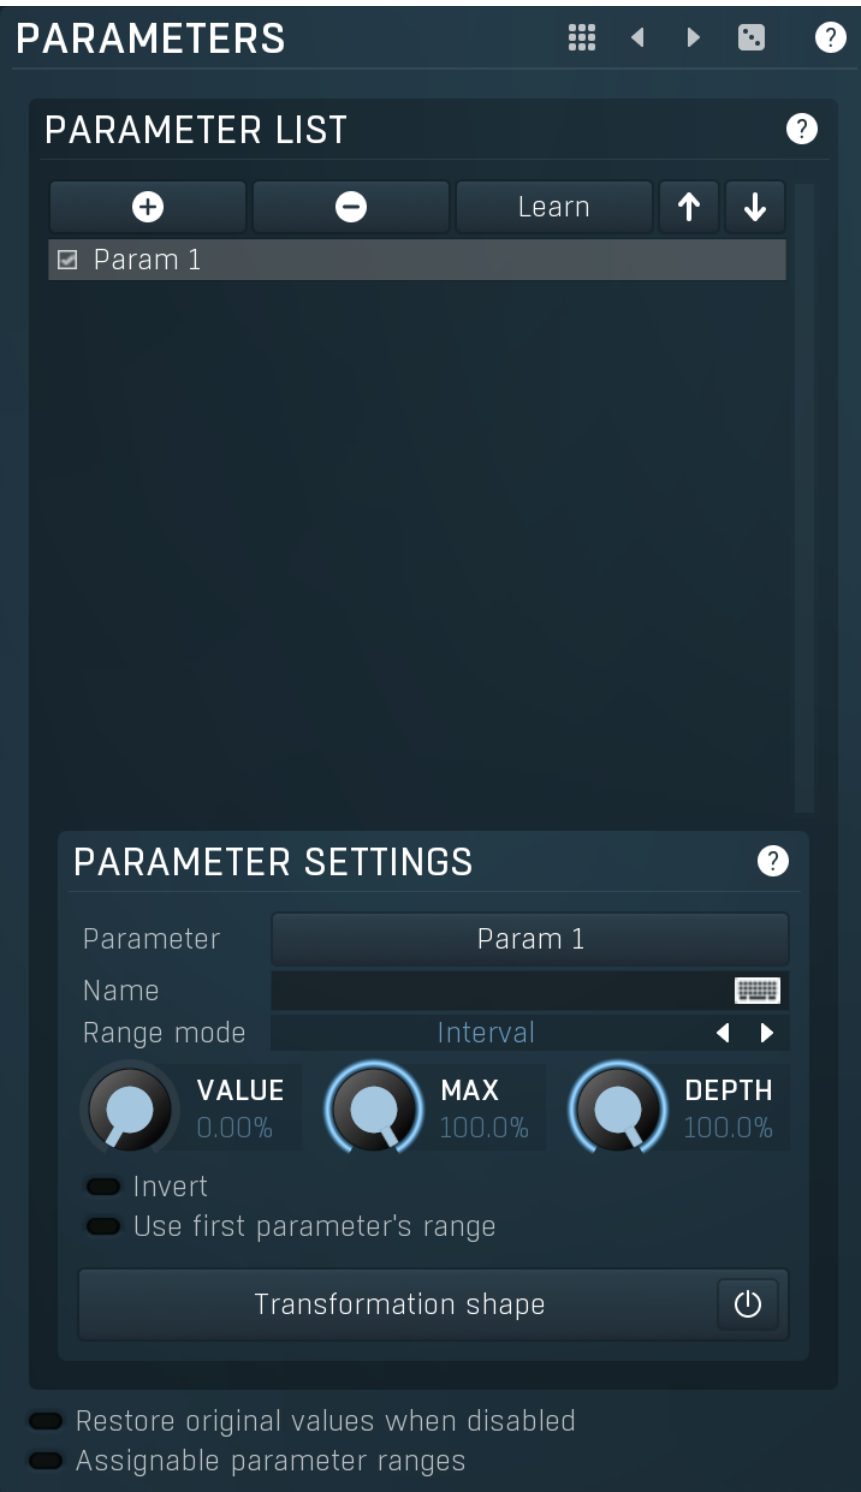 PARAMETERS ?
PARAMETER LIST ?
Learn
Param 1
PARAMETER SETTINGS ?
Parameter Param 1
Name
Range mode Interval
VALUE MAX DEPTH
0.00% 100.0% 100.0%
Invert
Use first parameter's range
Transformation shape
Restore original values when disabled
Assignable parameter ranges